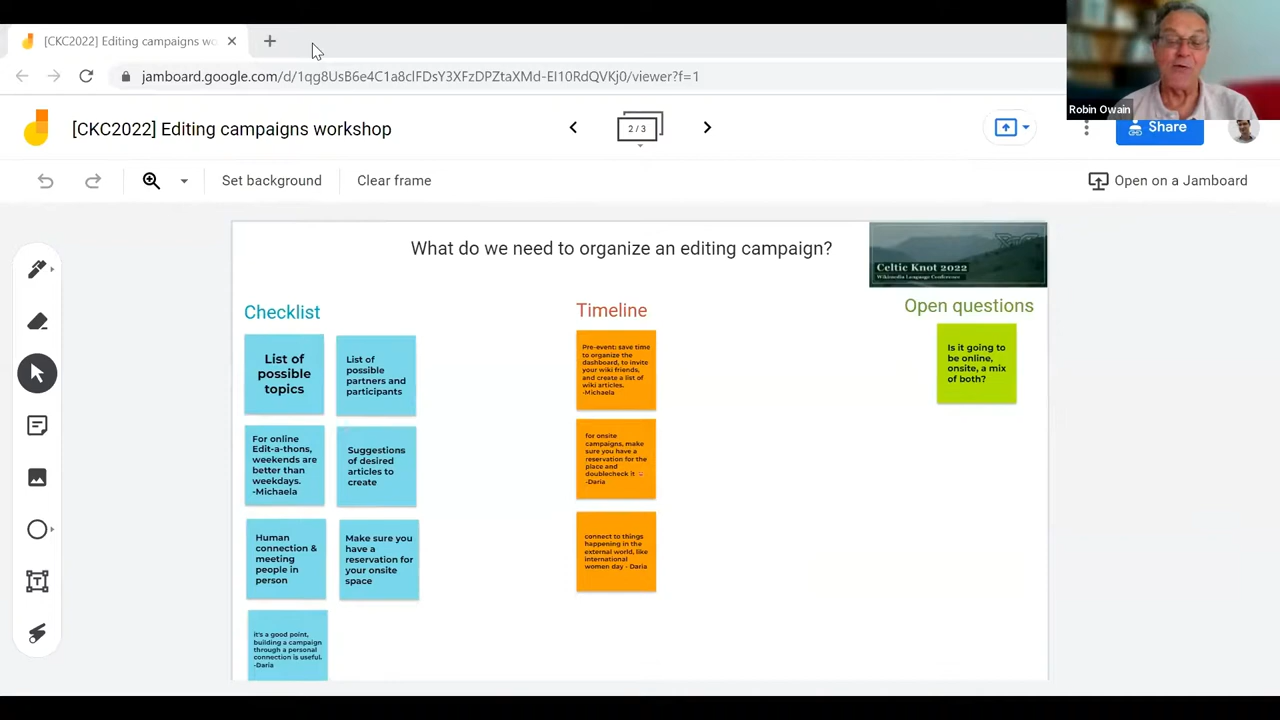 [CKC2022] Editing campaigns wo
jamboard.google.com/d/1qg8UsB6e4C1a8clFDsY3XFzDPZtaXMd-EI10RdQVKj0/viewer?f=1
Robin Owain
[CKC2022] Editing campaigns workshop
2 / 3
Share
Set background
Clear frame
Open on a Jamboard
What do we need to organize an editing campaign?
Celtic Knot 2022
Wikimedia Language Conference
Checklist
List of
possible
topics
List of
possible
partners and
participants
For online
Edit-a-thons,
weekends are
better than
weekdays.
-Michaela
Suggestions
of desired
articles to
create
Human
connection &
meeting
people in
person
Make sure you
have a
reservation for
your onsite
space
it's a good point,
building a campaign
through a personal
connection is useful.
-Daria
Timeline
Pre-event: save time
to organize the
dashboard, to invite
your wiki friends,
and create a list of
wiki articles.
-Michaela
for onsite
campaigns, make
sure you have a
reservation for the
place and
doublecheck it
-Daria
connect to things
happening in the
external world, like
international
women day - Daria
Open questions
Is it going to
be online,
onsite, a mix
of both?